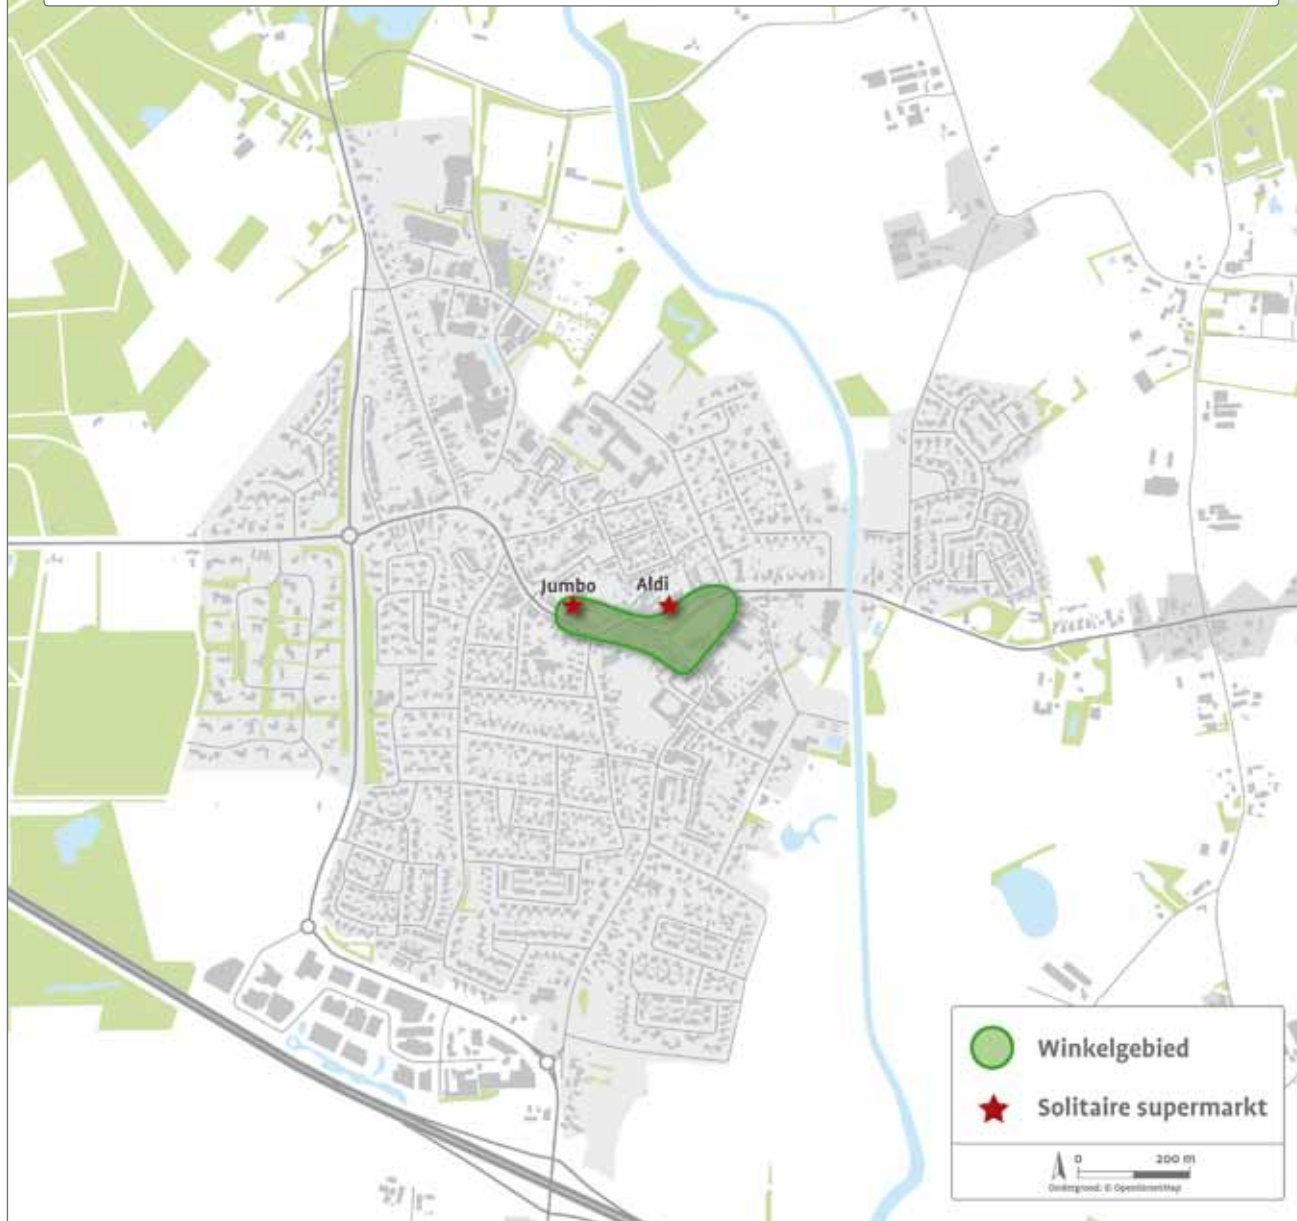 Jumbo
Aldi
Winkelgebied
Solitaire supermarkt
0 200 m
Ondergrond: © OpenStreetMap